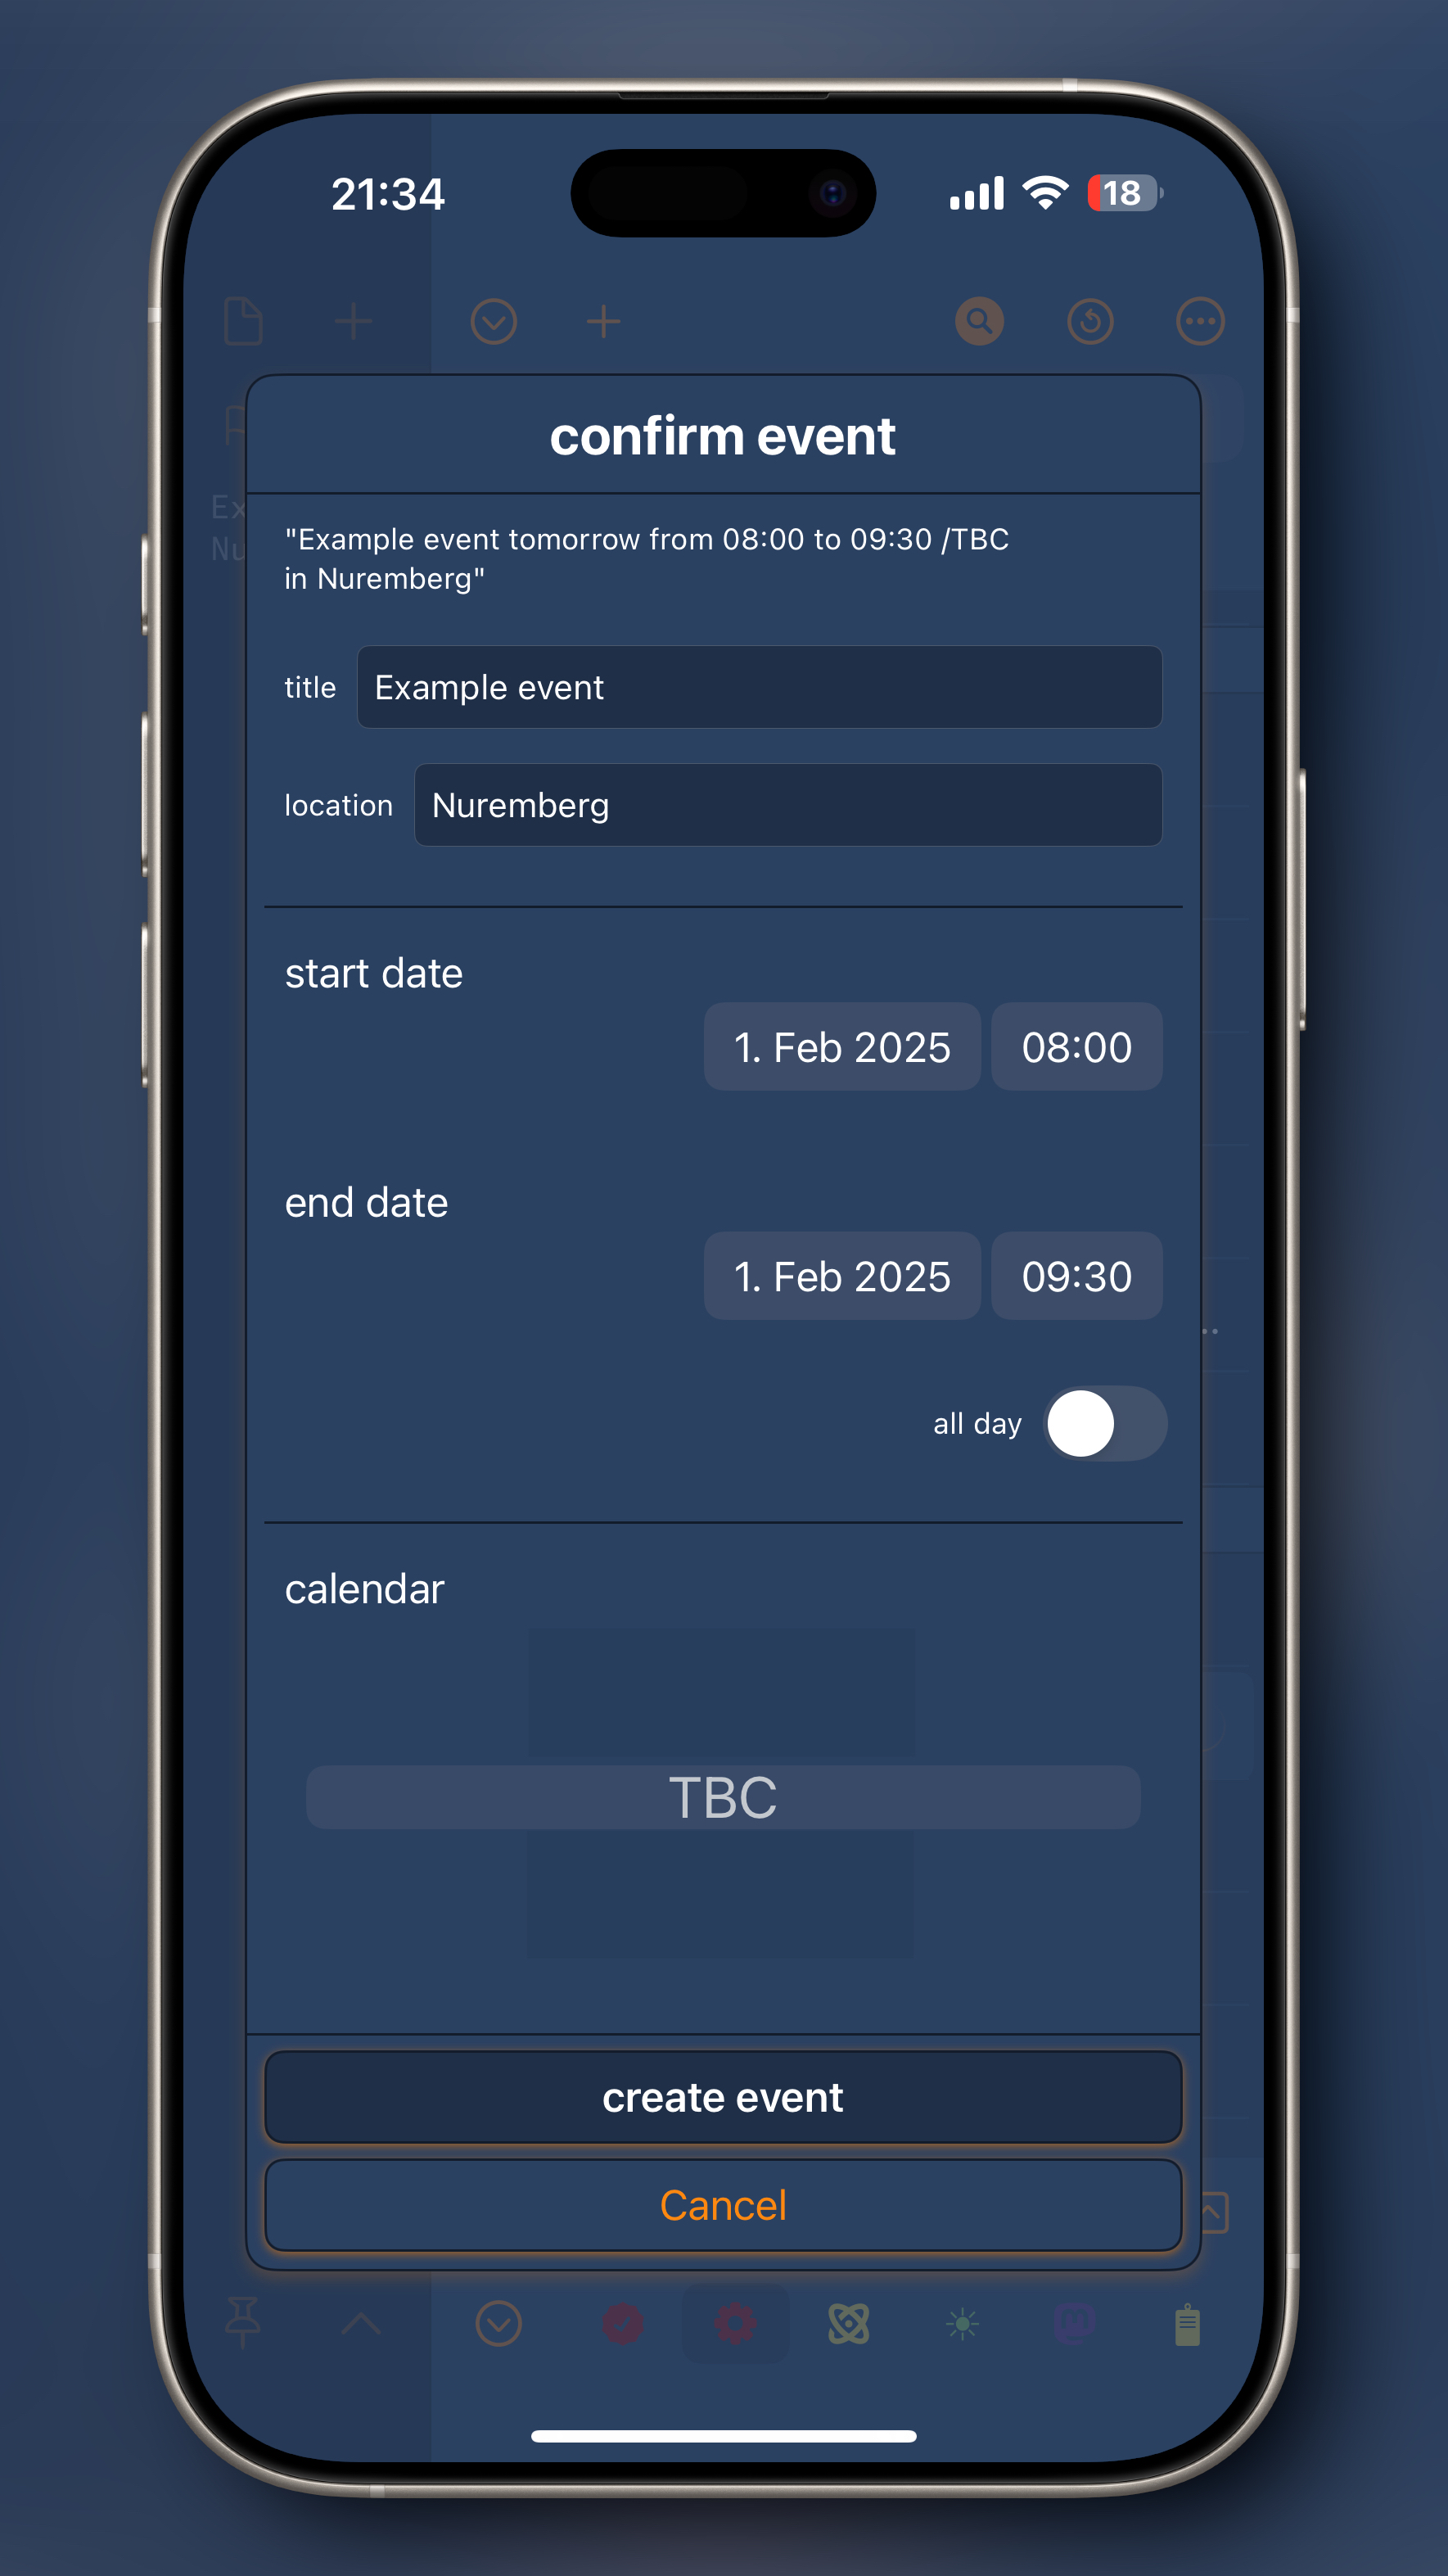 21:34
18
confirm event
"Example event tomorrow from 08:00 to 09:30 /TBC
in Nuremberg"
title
Example event
location
Nuremberg
start date
1. Feb 2025
08:00
end date
1. Feb 2025
09:30
all day
calendar
TBC
create event
Cancel